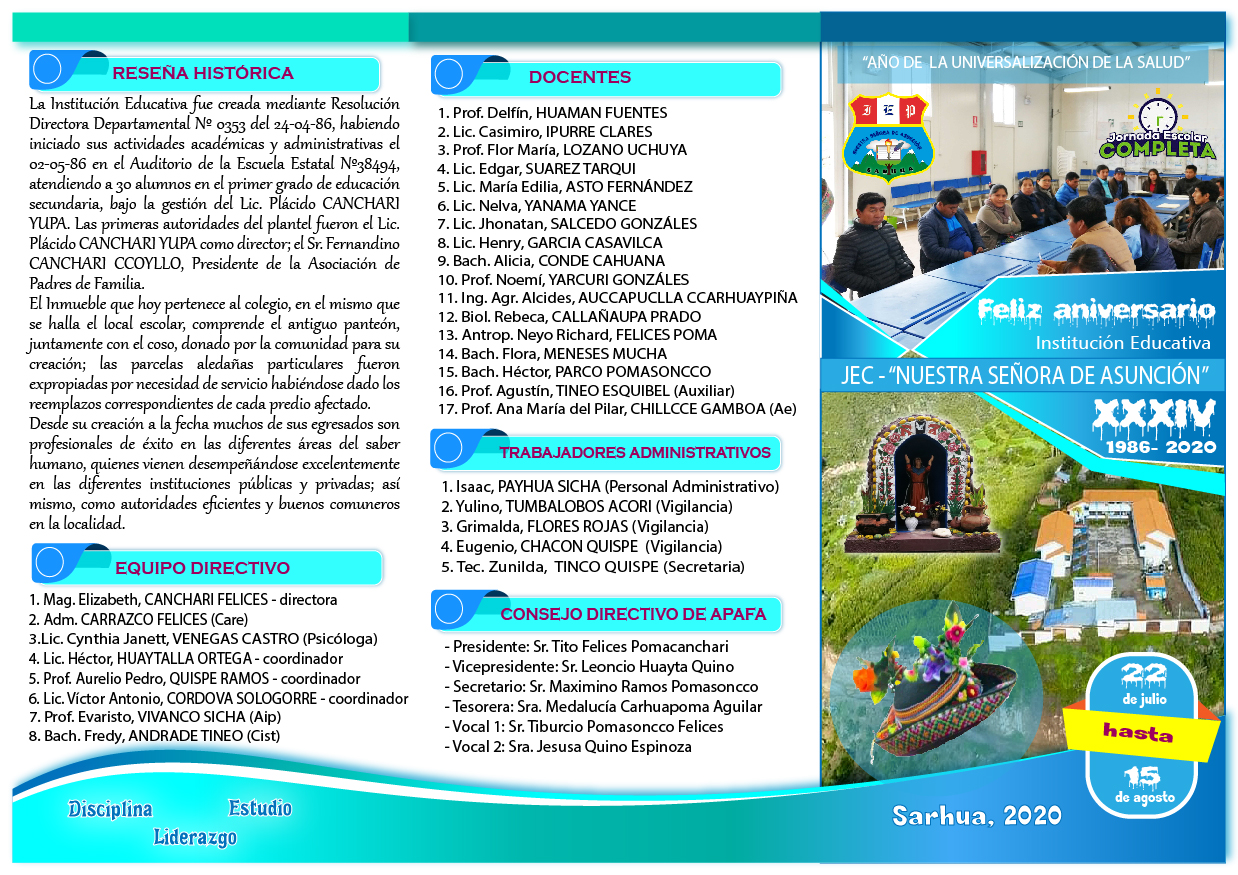 RESEÑA HISTÓRICA
La Institución Educativa fue creada mediante Resolución
Directora Departamental Nº 0353 del 24-04-86, habiendo
iniciado sus actividades académicas y administrativas el
02-05-86 en el Auditorio de la Escuela Estatal Nº38494,
atendiendo a 30 alumnos en el primer grado de educación
secundaria, bajo la gestión del Lic. Plácido CANCHARI
YUPA. Las primeras autoridades del plantel fueron el Lic.
Plácido CANCHARI YUPA como director; el Sr. Fernandino
CANCHARI CCOYLLO, Presidente de la Asociación de
Padres de Familia.
El Inmueble que hoy pertenece al colegio, en el mismo que
se halla el local escolar, comprende el antiguo panteón,
juntamente con el coso, donado por la comunidad para su
creación; las parcelas aledañas particulares fueron
expropiadas por necesidad de servicio habiéndose dado los
reemplazos correspondientes de cada predio afectado.
Desde su creación a la fecha muchos de sus egresados son
profesionales de éxito en las diferentes áreas del saber
humano, quienes vienen desempeñándose excelentemente
en las diferentes instituciones públicas y privadas; así
mismo, como autoridades eficientes y buenos comuneros
en la localidad.
EQUIPO DIRECTIVO
1. Mag. Elizabeth, CANCHARI FELICES - directora
2. Adm. CARRAZCO FELICES (Care)
3.Lic. Cynthia Janett, VENEGAS CASTRO (Psicóloga)
4. Lic. Héctor, HUAYTALLA ORTEGA - coordinador
5. Prof. Aurelio Pedro, QUISPE RAMOS - coordinador
6. Lic. Víctor Antonio, CORDOVA SOLOGORRE - coordinador
7. Prof. Evaristo, VIVANCO SICHA (Aip)
8. Bach. Fredy, ANDRADE TINEO (Cist)
Disciplina
Estudio
Liderazgo
DOCENTES
1. Prof. Delfín, HUAMAN FUENTES
2. Lic. Casimiro, IPURRE CLARES
3. Prof. Flor María, LOZANO UCHUYA
4. Lic. Edgar, SUAREZ TARQUI
5. Lic. María Edilia, ASTO FERNÁNDEZ
6. Lic. Nelva, YANAMA YANCE
7. Lic. Jhonatan, SALCEDO GONZÁLES
8. Lic. Henry, GARCIA CASAVILCA
9. Bach. Alicia, CONDE CAHUANA
10. Prof. Noemí, YARCURI GONZÁLES
11. Ing. Agr. Alcides, AUCCAPUCLLA CCARHUAYPIÑA
12. Biol. Rebeca, CALLAÑAUPA PRADO
13. Antrop. Neyo Richard, FELICES POMA
14. Bach. Flora, MENESES MUCHA
15. Bach. Héctor, PARCO POMASONCCO
16. Prof. Agustín, TINEO ESQUIBEL (Auxiliar)
17. Prof. Ana María del Pilar, CHILLCCE GAMBOA (Ae)
TRABAJADORES ADMINISTRATIVOS
1. Isaac, PAYHUA SICHA (Personal Administrativo)
2. Yulino, TUMBALOBOS ACORI (Vigilancia)
3. Grimalda, FLORES ROJAS (Vigilancia)
4. Eugenio, CHACON QUISPE (Vigilancia)
5. Tec. Zunilda, TINCO QUISPE (Secretaria)
CONSEJO DIRECTIVO DE APAFA
- Presidente: Sr. Tito Felices Pomacanchari
- Vicepresidente: Sr. Leoncio Huayta Quino
- Secretario: Sr. Maximino Ramos Pomasoncco
- Tesorera: Sra. Medalucía Carhuapoma Aguilar
- Vocal 1: Sr. Tiburcio Pomasoncco Felices
- Vocal 2: Sra. Jesusa Quino Espinoza
“AÑO DE LA UNIVERSALIZACIÓN DE LA SALUD”
I E P
NUESTRA SEÑORA DE ASUNCIÓN
SARHUA
Jornada Escolar
COMPLETA
Feliz aniversario
Institución Educativa
JEC - “NUESTRA SEÑORA DE ASUNCIÓN”
XXXIV
1986- 2020
22
de julio
hasta
15
de agosto
Sarhua, 2020